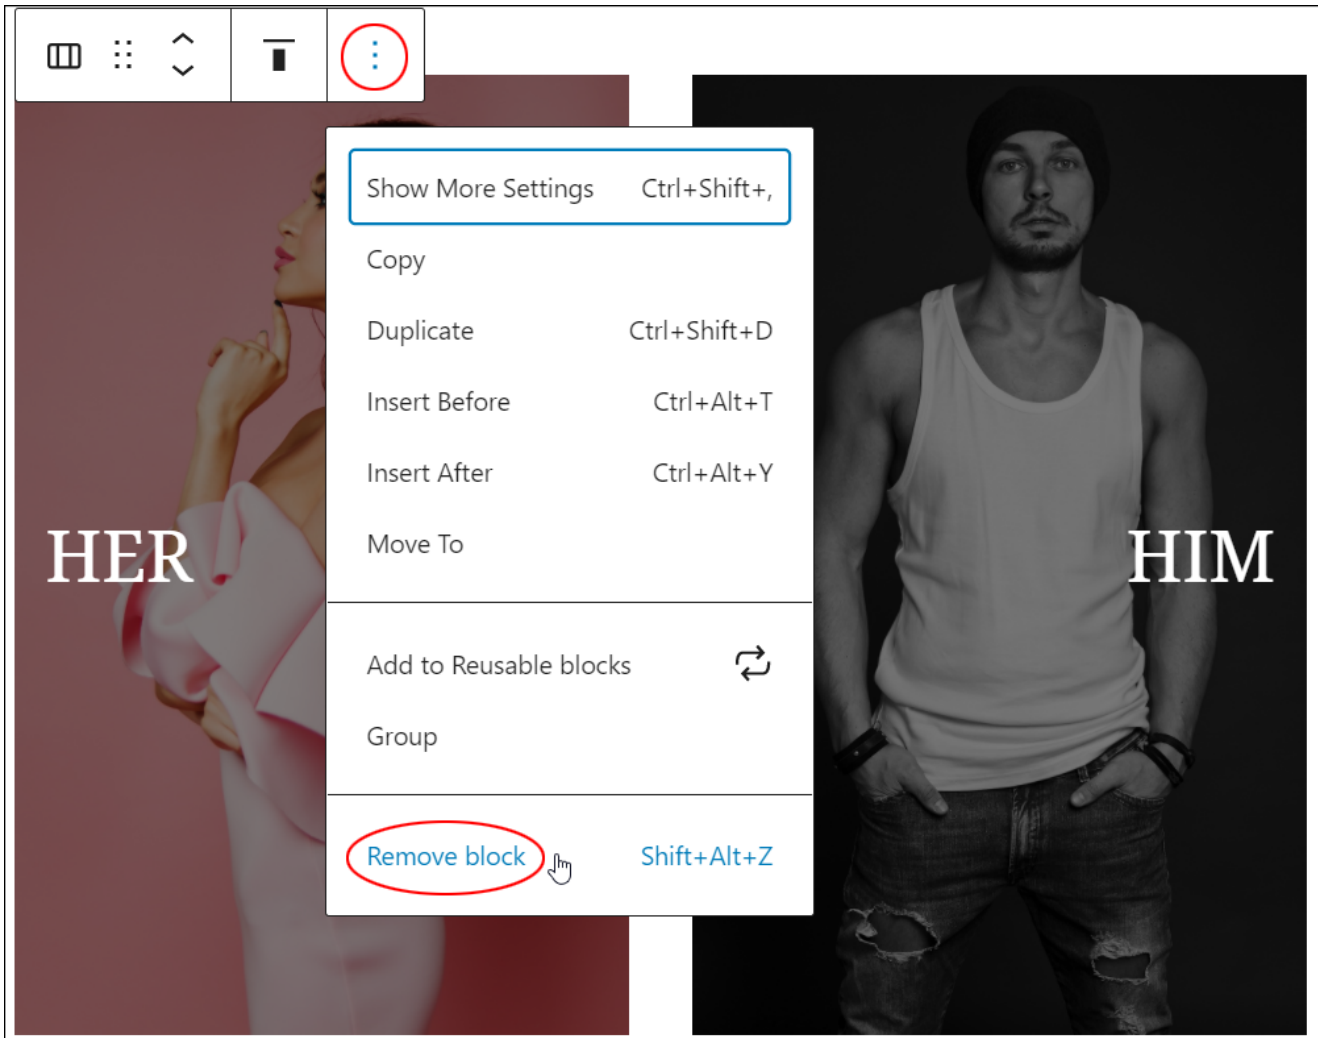 Show More Settings Ctrl+Shift+,
Copy
Duplicate Ctrl+Shift+D
Insert Before Ctrl+Alt+T
Insert After Ctrl+Alt+Y
Move To
HER
HIM
Add to Reusable blocks
Group
Remove block Shift+Alt+Z